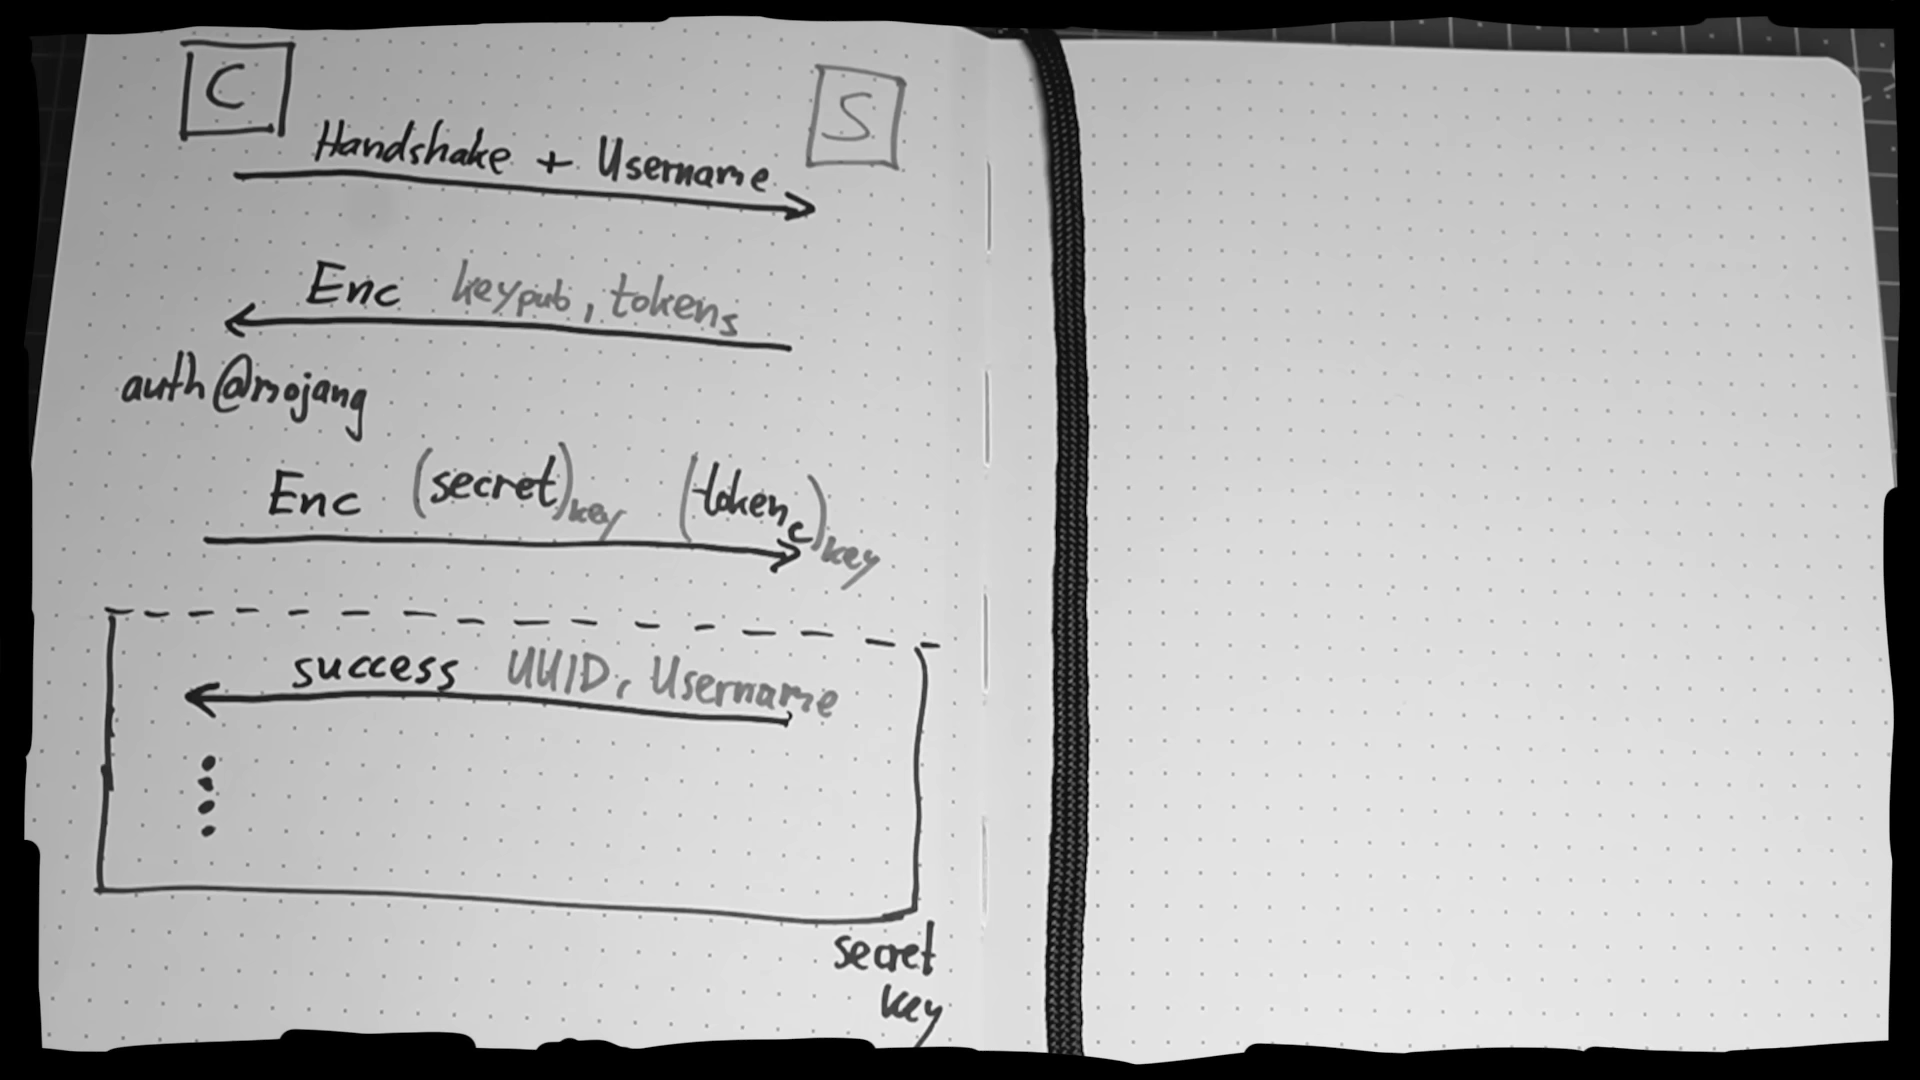 C
S
Handshake + Username
Enc keypub, tokens
auth@mojang
Enc (secret)key (tokenc)key
success UUID, Username
secret
key